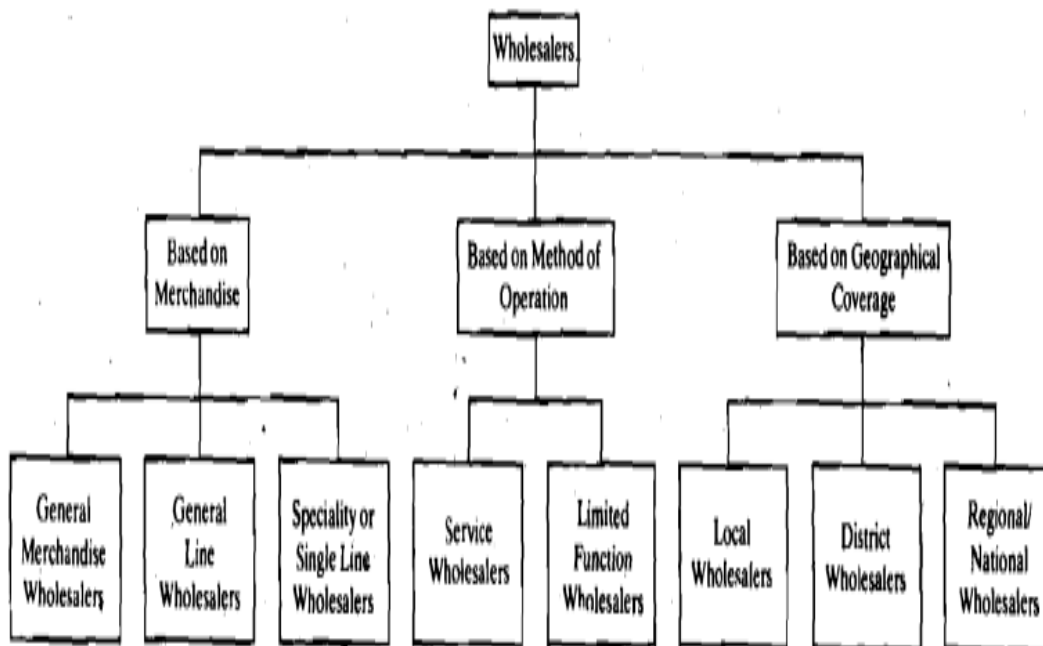 Wholesalers
Based on
Merchandise
Based on Method of
Operation
Based on Geographical
Coverage
General
Merchandise
Wholesalers
General
Line
Wholesalers
Speciality or
Single Line
Wholesalers
Service
Wholesalers
Limited
Function
Wholesalers
Local
Wholesalers
District
Wholesalers
Regional/
National
Wholesalers